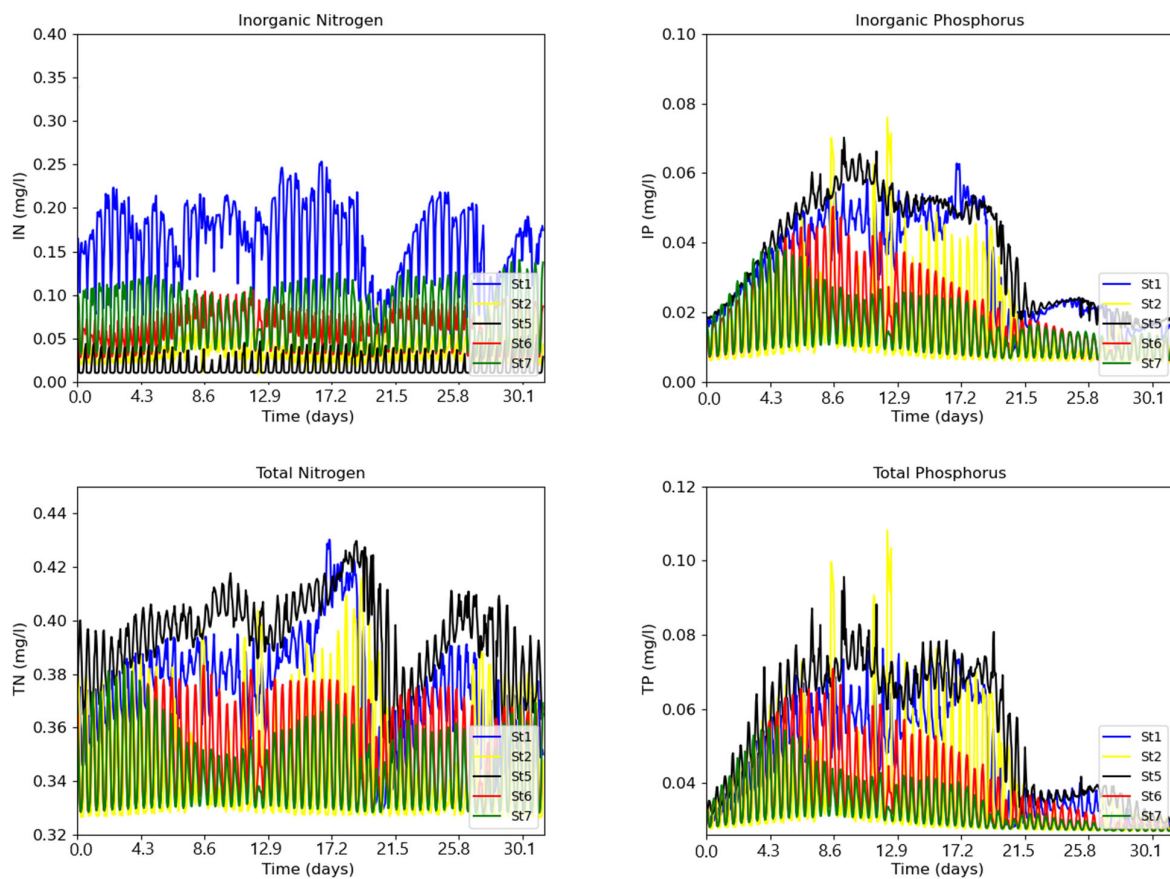 Inorganic Nitrogen
0.40
0.35
0.30
0.25
0.20
0.15
0.10
0.05
0.00
IN (mg/l)
St1
St2
St5
St6
St7
0.0 4.3 8.6 12.9 17.2 21.5 25.8 30.1
Time (days)
Inorganic Phosphorus
0.10
0.08
0.06
0.04
0.02
0.00
IP (mg/l)
St1
St2
St5
St6
St7
0.0 4.3 8.6 12.9 17.2 21.5 25.8 30.1
Time (days)
Total Nitrogen
0.44
0.42
0.40
0.38
0.36
0.34
0.32
TN (mg/l)
St1
St2
St5
St6
St7
0.0 4.3 8.6 12.9 17.2 21.5 25.8 30.1
Time (days)
Total Phosphorus
0.12
0.10
0.08
0.06
0.04
TP (mg/l)
St1
St2
St5
St6
St7
0.0 4.3 8.6 12.9 17.2 21.5 25.8 30.1
Time (days)